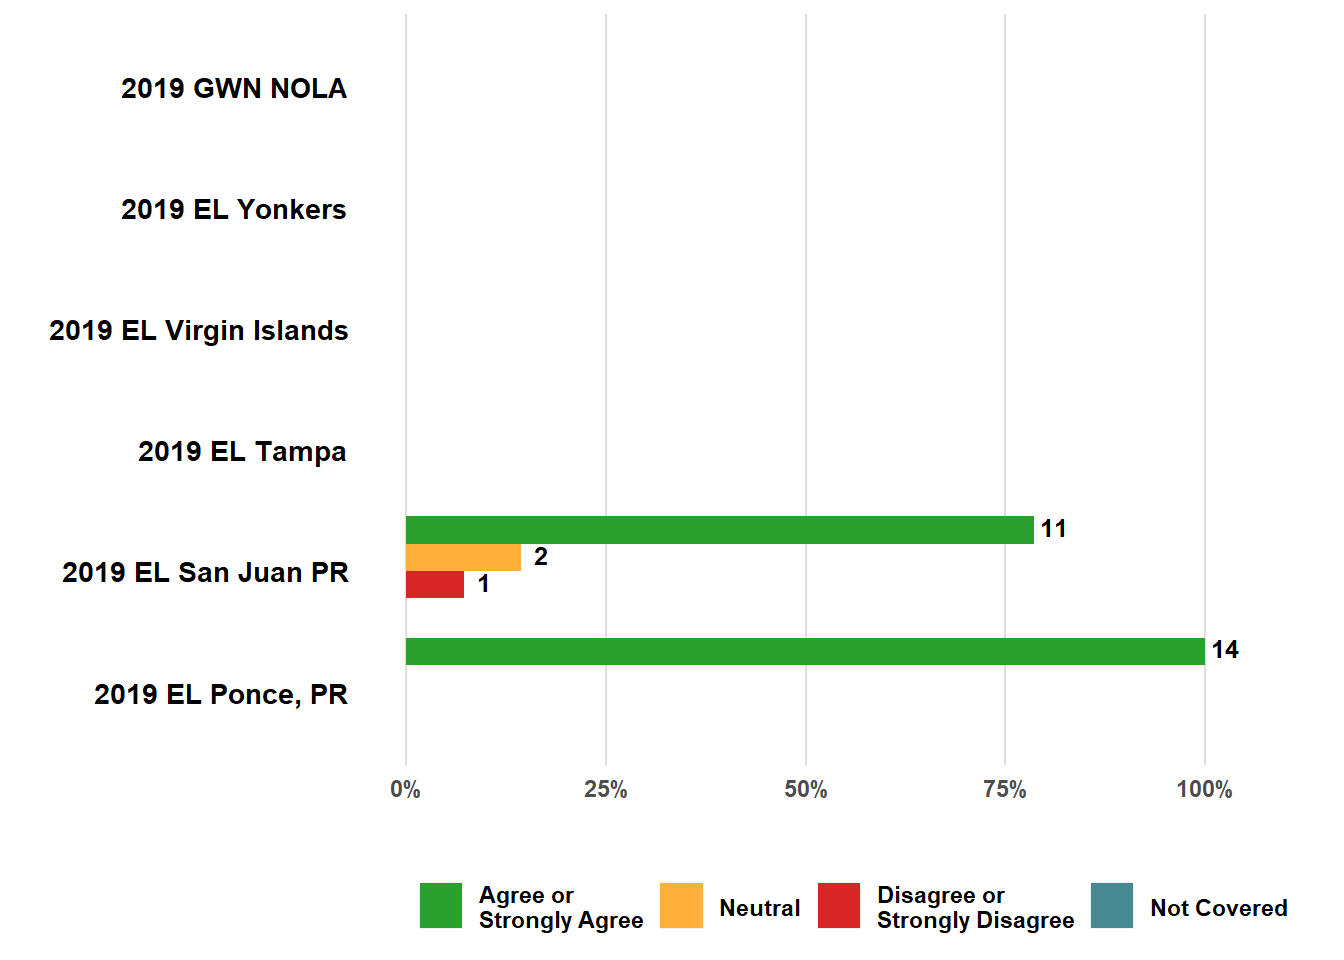 2019 GWN NOLA
2019 EL Yonkers
2019 EL Virgin Islands
2019 EL Tampa
2019 EL San Juan PR
11
2
1
2019 EL Ponce, PR
14
0%
25%
50%
75%
100%
Agree or
Strongly Agree
Neutral
Disagree or
Strongly Disagree
Not Covered